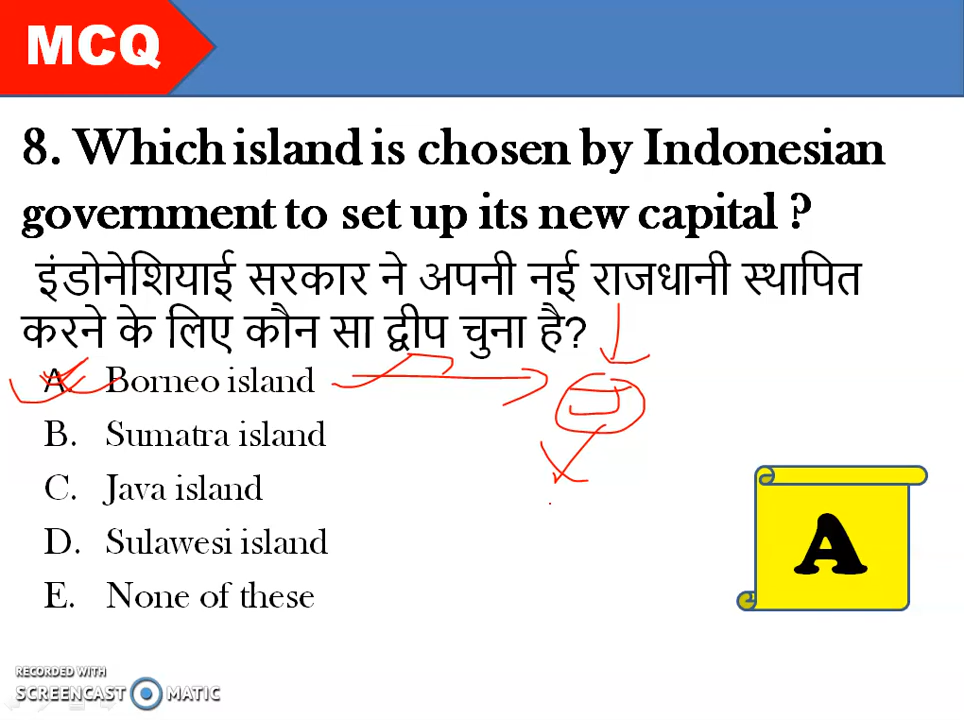 MCQ
8. Which island is chosen by Indonesian
government to set up its new capital ?
इंडोनेशियाई सरकार ने अपनी नई राजधानी स्थापित
करने के लिए कौन सा द्वीप चुना है?
A. Borneo island
B. Sumatra island
C. Java island
D. Sulawesi island
E. None of these
A
RECORDED WITH
SCREENCAST MATIC